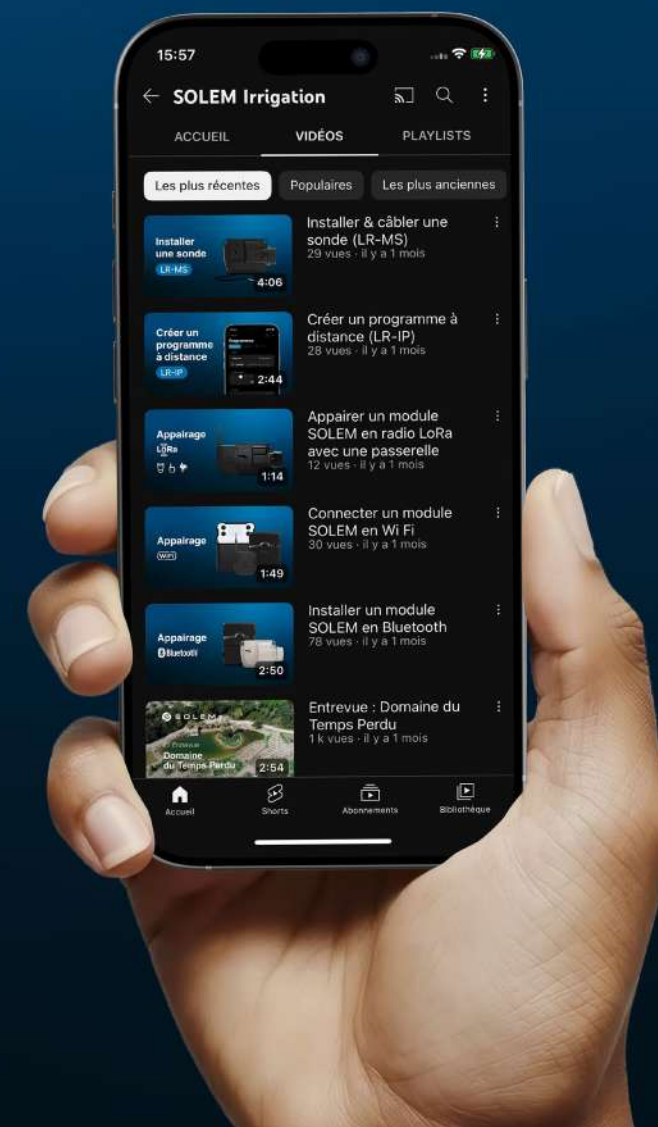 15:57
SOLEM Irrigation
ACCUEIL
VIDÉOS
PLAYLISTS
Les plus récentes
Populaires
Les plus anciennes
Installer
une sonde
LR-MS
4:06
Installer & câbler une
sonde (LR-MS)
29 vues · il y a 1 mois
Créer un
programme
à distance
LR-IP
2:44
Créer un programme à
distance (LR-IP)
28 vues · il y a 1 mois
Appairage
LoRa
1:14
Appairer un module
SOLEM en radio LoRa
avec une passerelle
12 vues · il y a 1 mois
Appairage
WiFi
1:49
Connecter un module
SOLEM en Wi Fi
30 vues · il y a 1 mois
Appairage
Bluetooth
2:50
Installer un module
SOLEM en Bluetooth
78 vues · il y a 1 mois
SOLEM
Entrevue
Domaine
du Temps Perdu
2:54
Entrevue : Domaine du
Temps Perdu
1 k vues · il y a 1 mois
Accueil
Shorts
Abonnements
Bibliothèque